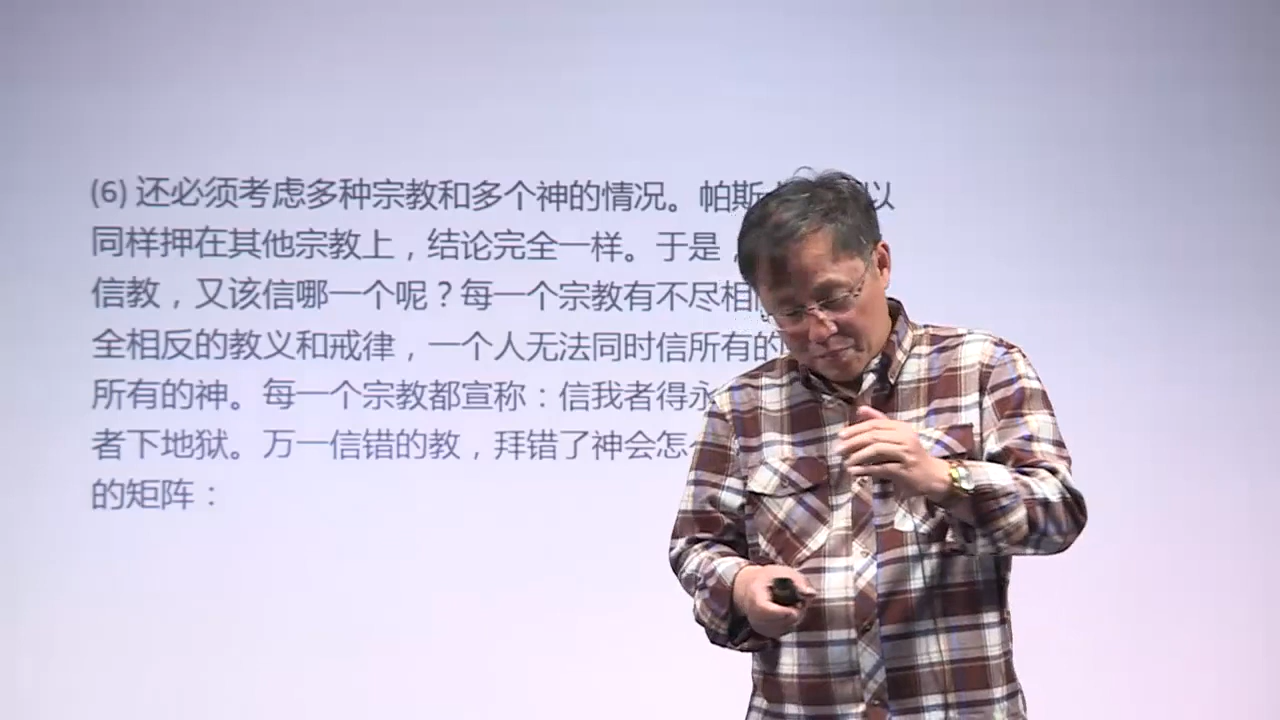 (6) 还必须考虑多种宗教和多个神的情况。帕斯 以
同样押在其他宗教上，结论完全一样。于是，
信教，又该信哪一个呢？每一个宗教有不尽相
全相反的教义和戒律，一个人无法同时信所有的
所有的神。每一个宗教都宣称：信我者得永
者下地狱。万一信错的教，拜错了神会怎
的矩阵：